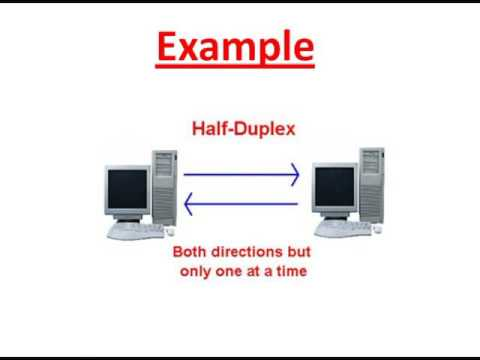 Example
Half-Duplex
Both directions but
only one at a time